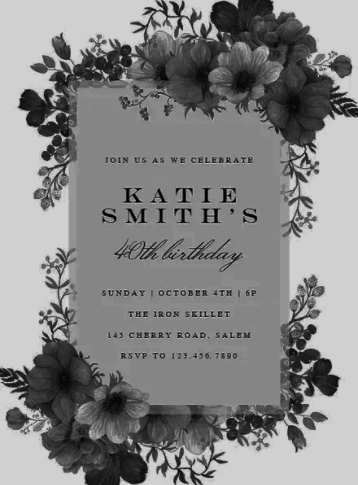 JOIN US AS WE CELEBRATE
KATIE
SMITH'S
40th birthday
SUNDAY | OCTOBER 4TH | 6P
THE IRON SKILLET
145 CHERRY ROAD, SALEM
RSVP TO 123.456.7890